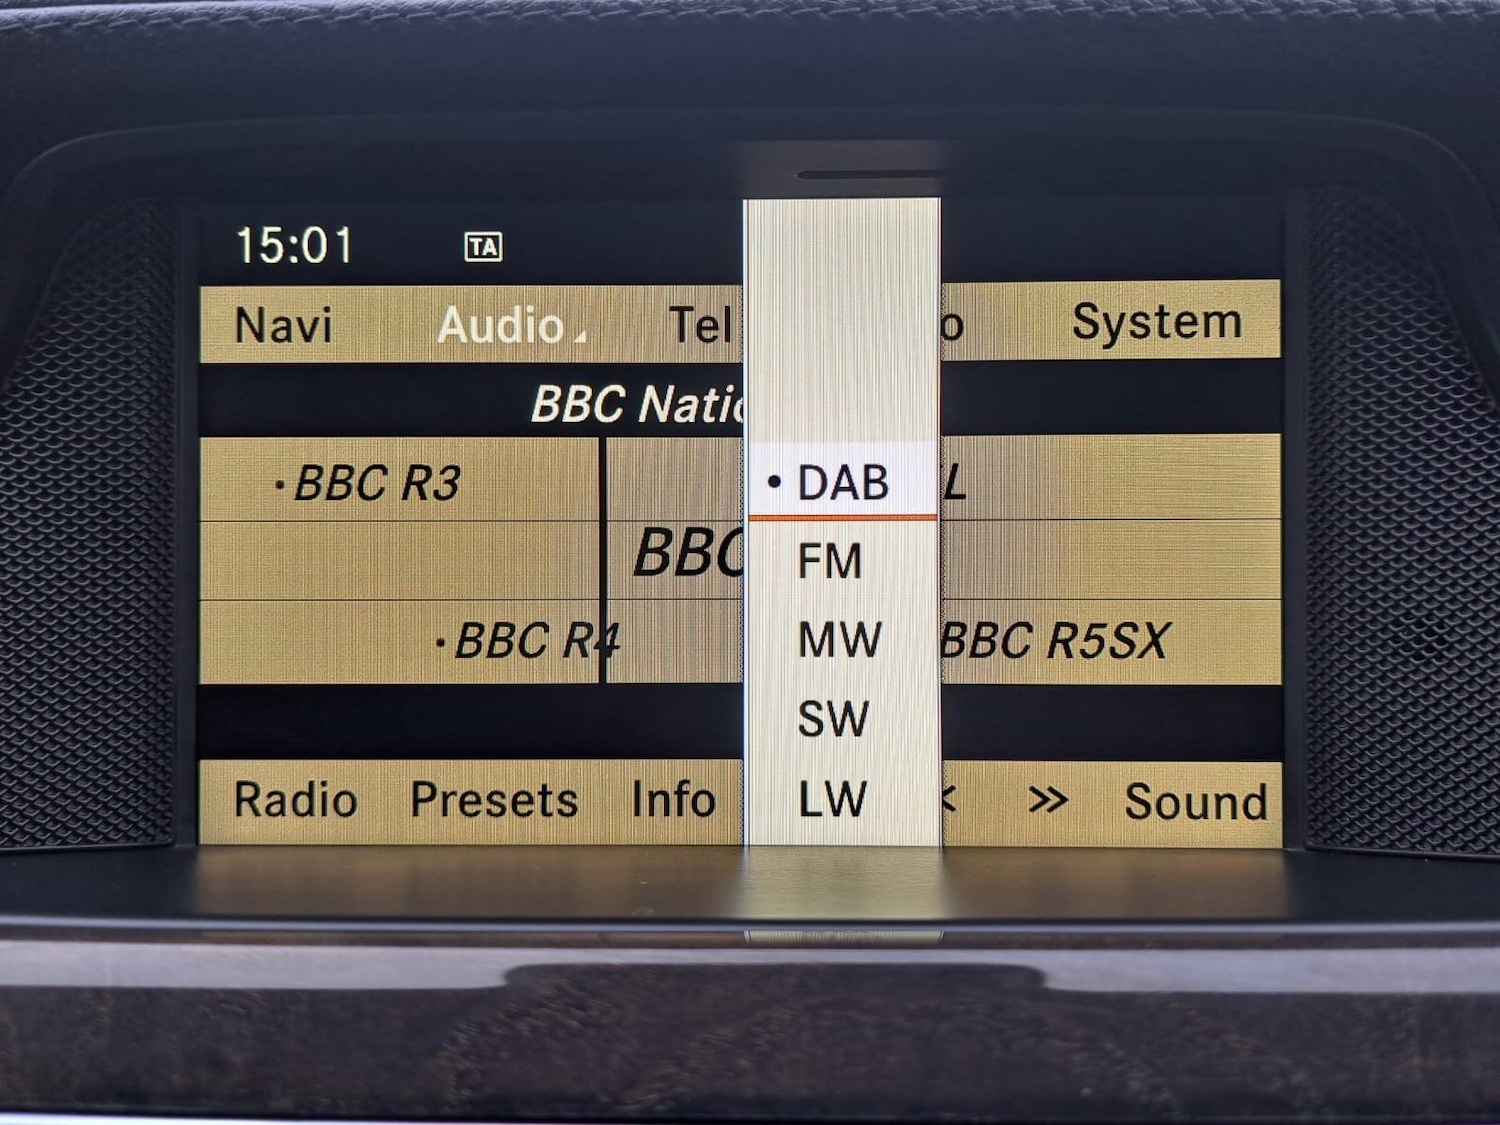 15:01 TA
Navi Audio Tel o System
BBC Natio
· BBC R3 • DAB L
BBC FM
· BBC R4 MW BBC R5SX
SW
Radio Presets Info LW < >> Sound